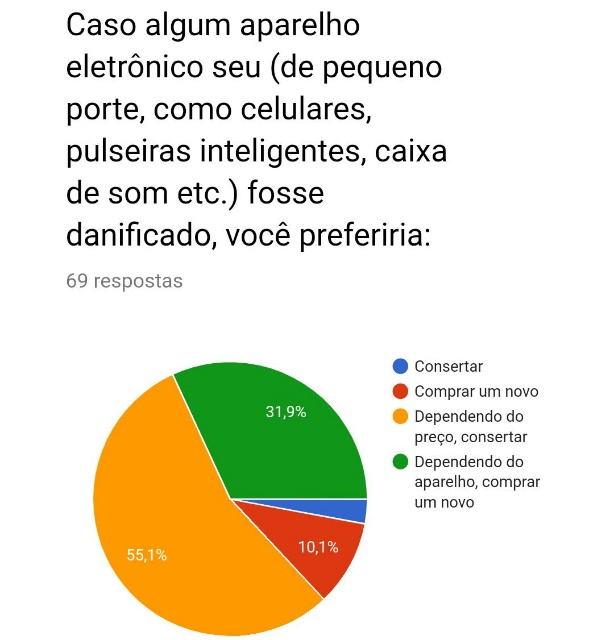 Caso algum aparelho
eletrônico seu (de pequeno
porte, como celulares,
pulseiras inteligentes, caixa
de som etc.) fosse
danificado, você preferiria:
69 respostas
Consertar
Comprar um novo
Dependendo do
preço, consertar
Dependendo do
aparelho, comprar
um novo
31,9%
10,1%
55,1%